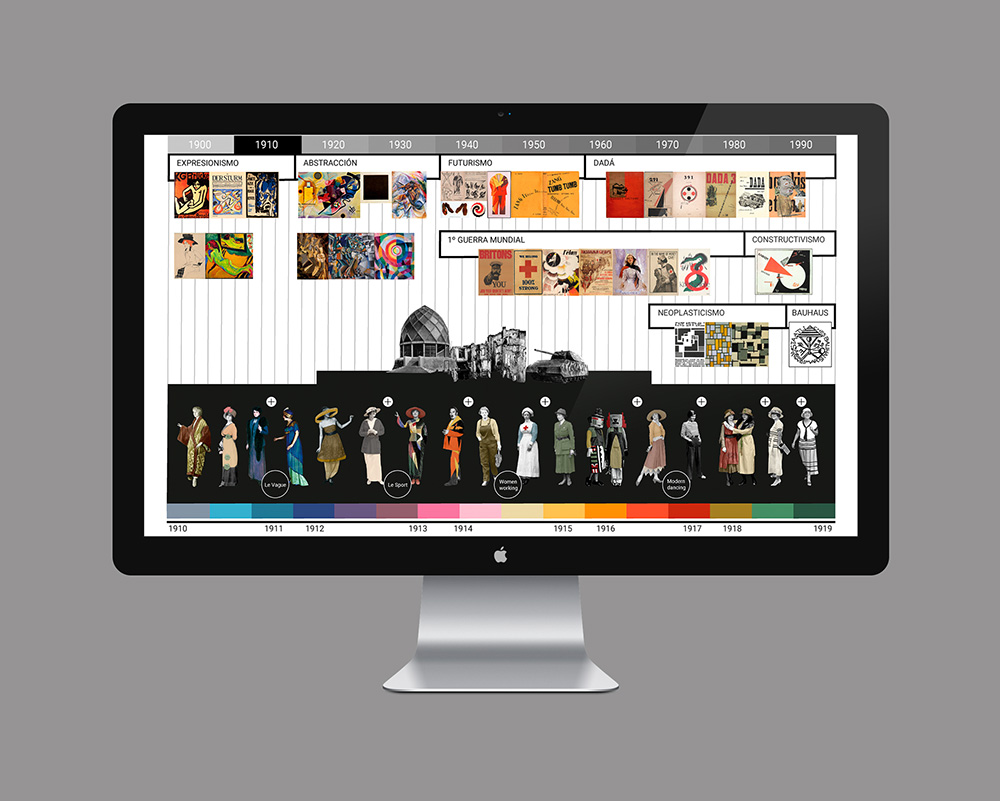 1900 1910 1920 1930 1940 1950 1960 1970 1980 1990
EXPRESIONISMO ABSTRACCIÓN FUTURISMO DADÁ
DER STURM
391 391 DADA 3 DADA
ZANG
TUMB TUMB
1º GUERRA MUNDIAL CONSTRUCTIVISMO
BRITONS
YOU
100%
STRONG
NEOPLASTICISMO BAUHAUS
Le Vague Le Sport Women
working
Modern
dancing
1910 1911 1912 1913 1914 1915 1916 1917 1918 1919